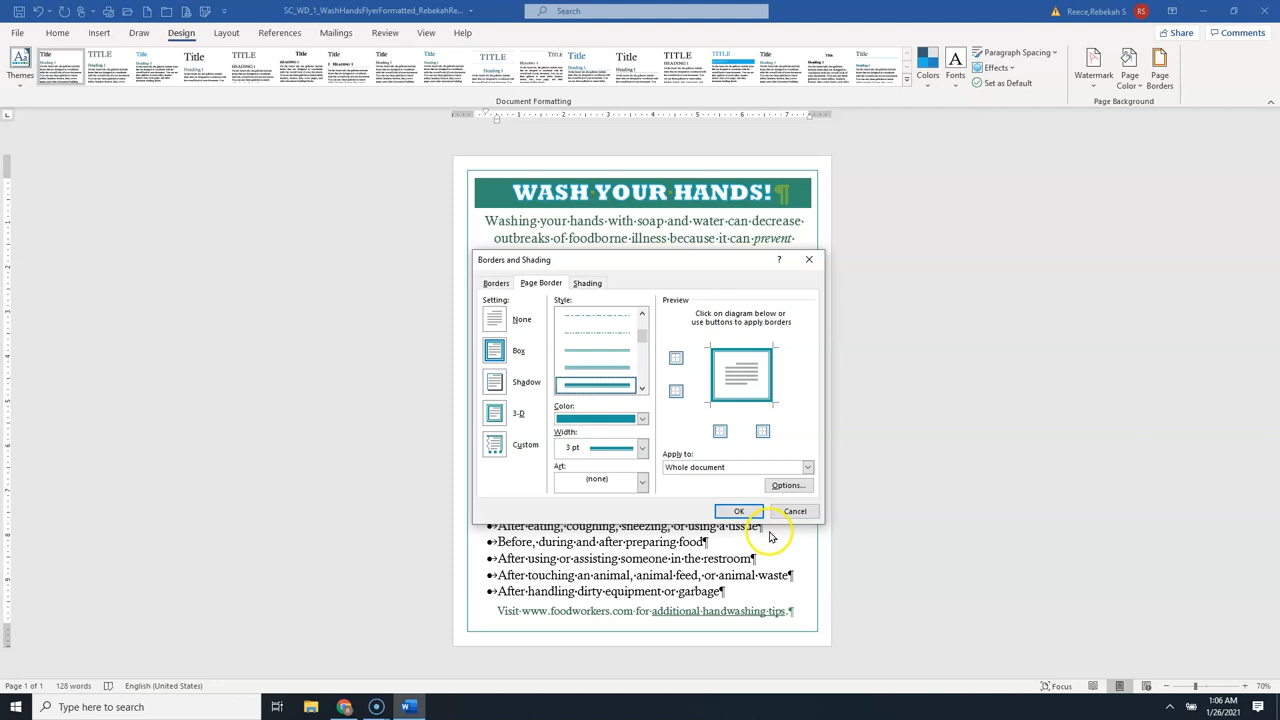 SC_WD_1_WashHandsFlyerFormatted_RebekahRe...
Search
Reece,Rebekah S
RS
File
Home
Insert
Draw
Design
Layout
References
Mailings
Review
View
Help
Share
Comments
Colors
Fonts
Paragraph Spacing
Effects
Set as Default
Watermark
Page Color
Page Borders
Document Formatting
Page Background
WASH·YOUR·HANDS!¶
Washing·your·hands·with·soap·and·water·can·decrease·
outbreaks·of·foodborne·illness·because·it·can·prevent·
Borders and Shading
?
Borders
Page Border
Shading
Setting:
None
Box
Shadow
3-D
Custom
Style:
Color:
Width:
3 pt
Art:
(none)
Preview
Click on diagram below or
use buttons to apply borders
Apply to:
Whole document
Options...
OK
Cancel
•→After·eating,·coughing,·sneezing,·or·using·a·tissue¶
•→Before,·during·and·after·preparing·food¶
•→After·using·or·assisting·someone·in·the·restroom¶
•→After·touching·an·animal,·animal·feed,·or·animal·waste¶
•→After·handling·dirty·equipment·or·garbage¶
Visit·www.foodworkers.com·for·additional·handwashing·tips.¶
Page 1 of 1
128 words
English (United States)
Focus
70%
Type here to search
1:06 AM
1/26/2021